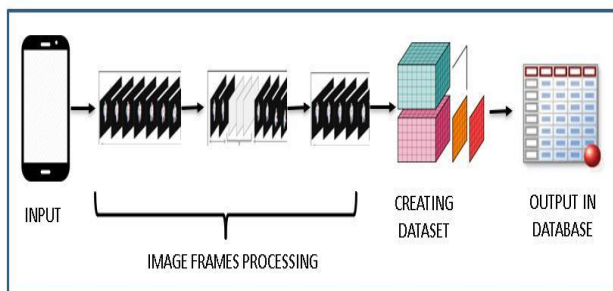 INPUT
IMAGE FRAMES PROCESSING
CREATING
DATASET
OUTPUT IN
DATABASE